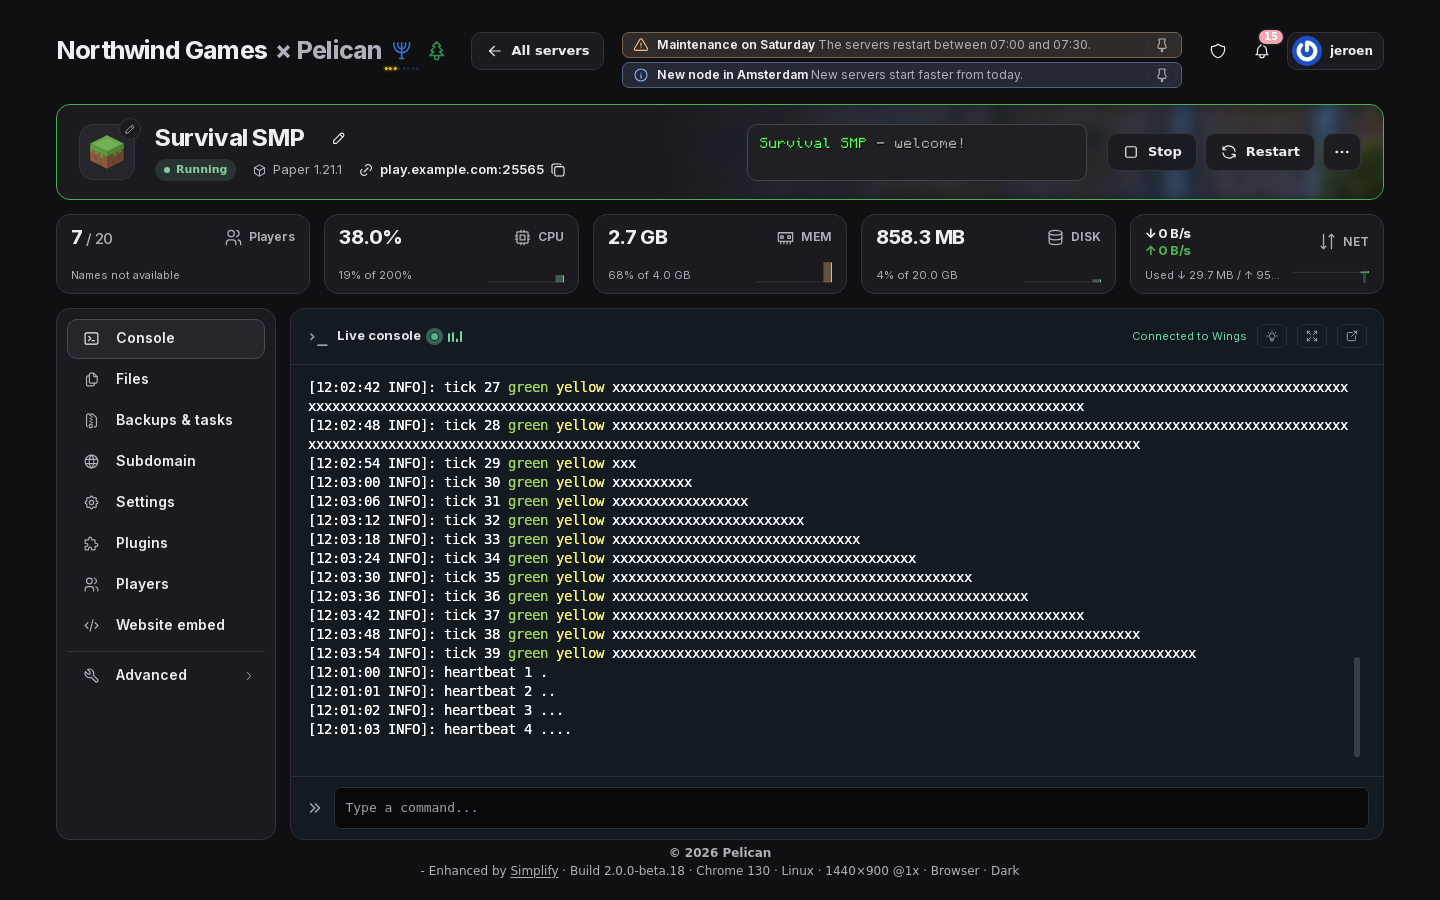 Northwind Games × Pelican
All servers
Maintenance on Saturday The servers restart between 07:00 and 07:30.
New node in Amsterdam New servers start faster from today.
15
jeroen
Survival SMP
Running
Paper 1.21.1
play.example.com:25565
Survival SMP - welcome!
Stop
Restart
7 / 20
Players
Names not available
38.0%
CPU
19% of 200%
2.7 GB
MEM
68% of 4.0 GB
858.3 MB
DISK
4% of 20.0 GB
↓ 0 B/s
↑ 0 B/s
NET
Used ↓ 29.7 MB / ↑ 95...
Console
Files
Backups & tasks
Subdomain
Settings
Plugins
Players
Website embed
Advanced
Live console
Connected to Wings
[12:02:42 INFO]: tick 27 green yellow xxxxxxxxxxxxxxxxxxxxxxxxxxxxxxxxxxxxxxxxxxxxxxxxxxxxxxxxxxxxxxxxxxxxxxxxxxxxxxxxxxxxxxxxxxxx
xxxxxxxxxxxxxxxxxxxxxxxxxxxxxxxxxxxxxxxxxxxxxxxxxxxxxxxxxxxxxxxxxxxxxxxxxxxxxxxxxxxxxxxxxxxxxxxxx
[12:02:48 INFO]: tick 28 green yellow xxxxxxxxxxxxxxxxxxxxxxxxxxxxxxxxxxxxxxxxxxxxxxxxxxxxxxxxxxxxxxxxxxxxxxxxxxxxxxxxxxxxxxxxxxxx
xxxxxxxxxxxxxxxxxxxxxxxxxxxxxxxxxxxxxxxxxxxxxxxxxxxxxxxxxxxxxxxxxxxxxxxxxxxxxxxxxxxxxxxxxxxxxxxxxxxxxxxx
[12:02:54 INFO]: tick 29 green yellow xxx
[12:03:00 INFO]: tick 30 green yellow xxxxxxxxxx
[12:03:06 INFO]: tick 31 green yellow xxxxxxxxxxxxxxxxx
[12:03:12 INFO]: tick 32 green yellow xxxxxxxxxxxxxxxxxxxxxxxx
[12:03:18 INFO]: tick 33 green yellow xxxxxxxxxxxxxxxxxxxxxxxxxxxxxxx
[12:03:24 INFO]: tick 34 green yellow xxxxxxxxxxxxxxxxxxxxxxxxxxxxxxxxxxxxxx
[12:03:30 INFO]: tick 35 green yellow xxxxxxxxxxxxxxxxxxxxxxxxxxxxxxxxxxxxxxxxxxxxx
[12:03:36 INFO]: tick 36 green yellow xxxxxxxxxxxxxxxxxxxxxxxxxxxxxxxxxxxxxxxxxxxxxxxxxxxx
[12:03:42 INFO]: tick 37 green yellow xxxxxxxxxxxxxxxxxxxxxxxxxxxxxxxxxxxxxxxxxxxxxxxxxxxxxxxxxxx
[12:03:48 INFO]: tick 38 green yellow xxxxxxxxxxxxxxxxxxxxxxxxxxxxxxxxxxxxxxxxxxxxxxxxxxxxxxxxxxxxxxxxxx
[12:03:54 INFO]: tick 39 green yellow xxxxxxxxxxxxxxxxxxxxxxxxxxxxxxxxxxxxxxxxxxxxxxxxxxxxxxxxxxxxxxxxxxxxxxxxx
[12:01:00 INFO]: heartbeat 1 .
[12:01:01 INFO]: heartbeat 2 ..
[12:01:02 INFO]: heartbeat 3 ...
[12:01:03 INFO]: heartbeat 4 ....
Type a command...
© 2026 Pelican
- Enhanced by Simplify · Build 2.0.0-beta.18 · Chrome 130 · Linux · 1440×900 @1x · Browser · Dark